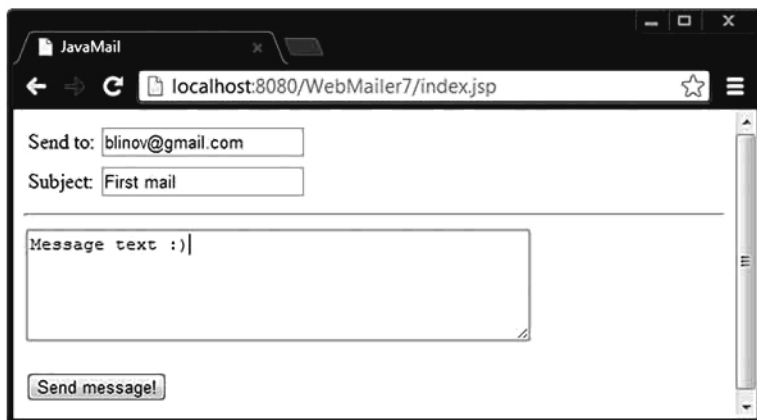 JavaMail
localhost:8080/WebMailer7/index.jsp
Send to: blinov@gmail.com
Subject: First mail
Message text :)
Send message!